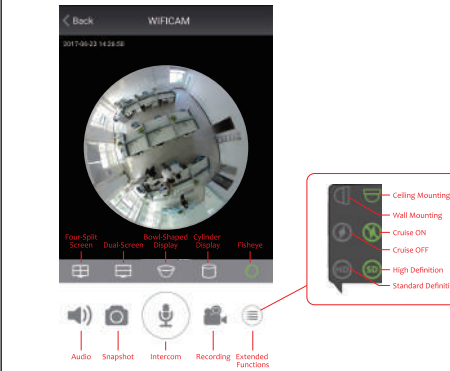 Back
WIFICAM
2017-06-23 14:26:58
Four-Split
Screen
Dual-Screen
Bowl-Shaped
Display
Cylinder
Display
Fisheye
Audio
Snapshot
Intercom
Recording
Extended
Functions
Ceiling Mounting
Wall Mounting
Cruise ON
Cruise OFF
HD
SD
High Definition
Standard Definiti